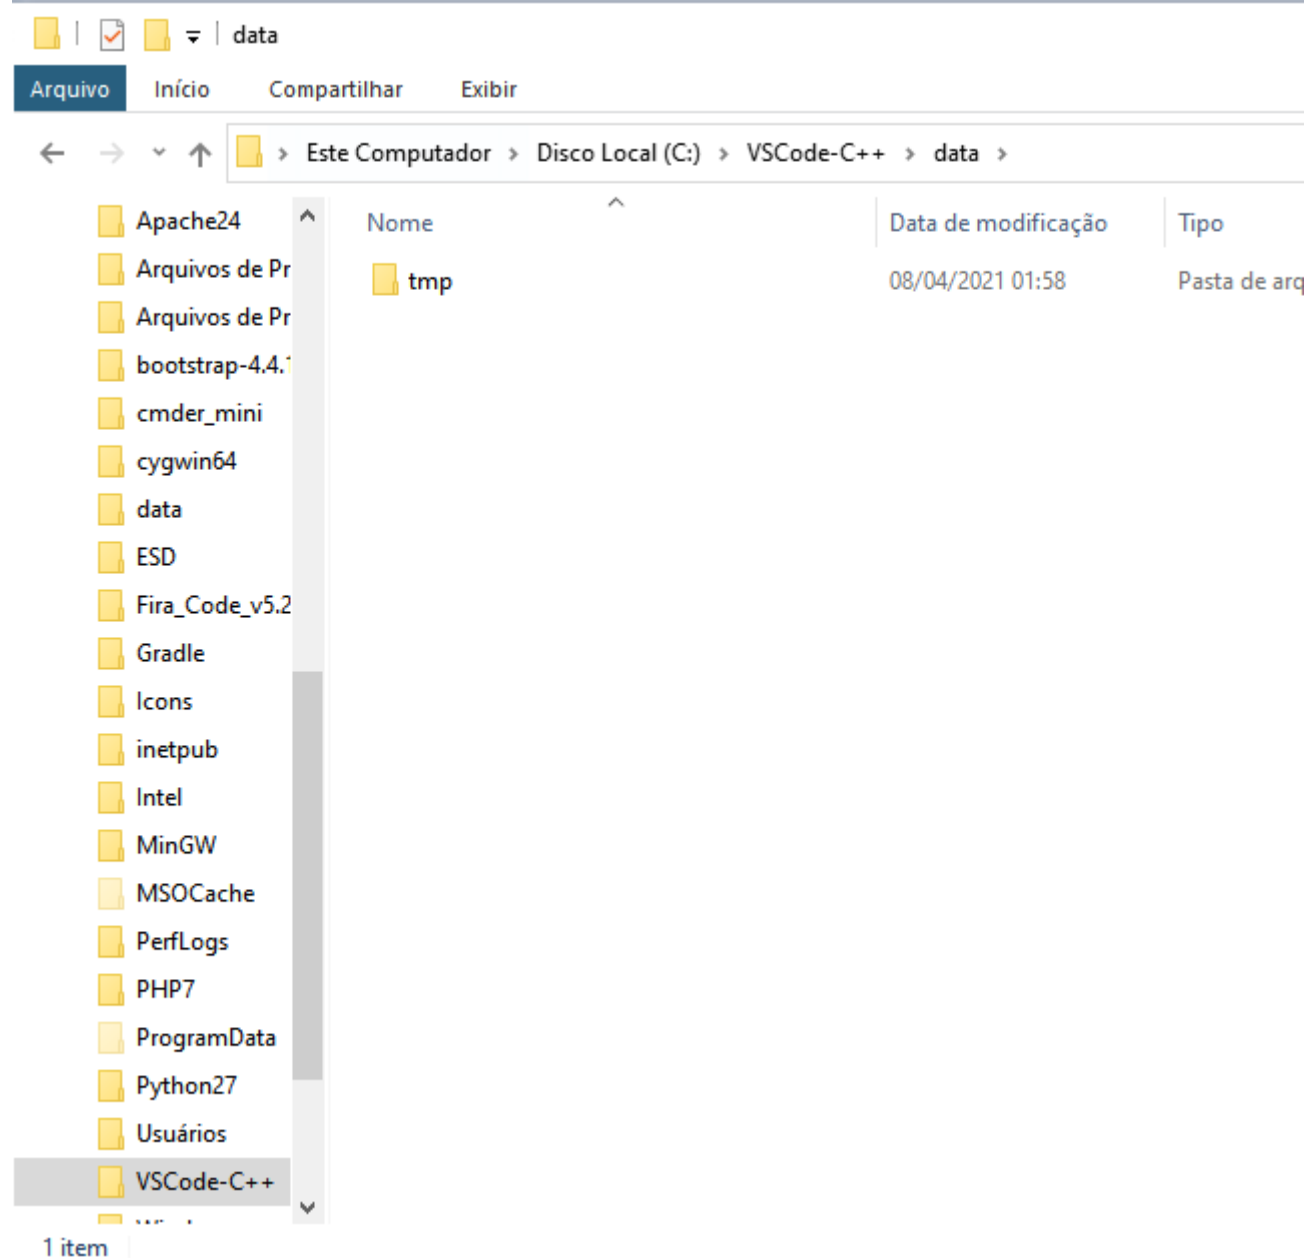 data
Arquivo Início Compartilhar Exibir
Este Computador Disco Local (C:) VSCode-C++ data
Nome Data de modificação Tipo
tmp 08/04/2021 01:58 Pasta de arq
Apache24
Arquivos de Pr
Arquivos de Pr
bootstrap-4.4.1
cmder_mini
cygwin64
data
ESD
Fira_Code_v5.2
Gradle
Icons
inetpub
Intel
MinGW
MSOCache
PerfLogs
PHP7
ProgramData
Python27
Usuários
VSCode-C++
1 item